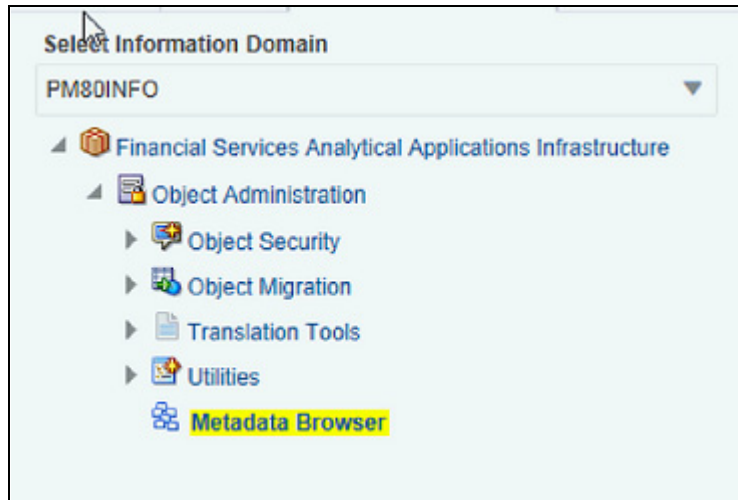 Select Information Domain
PM80INFO
Financial Services Analytical Applications Infrastructure
Object Administration
Object Security
Object Migration
Translation Tools
Utilities
Metadata Browser